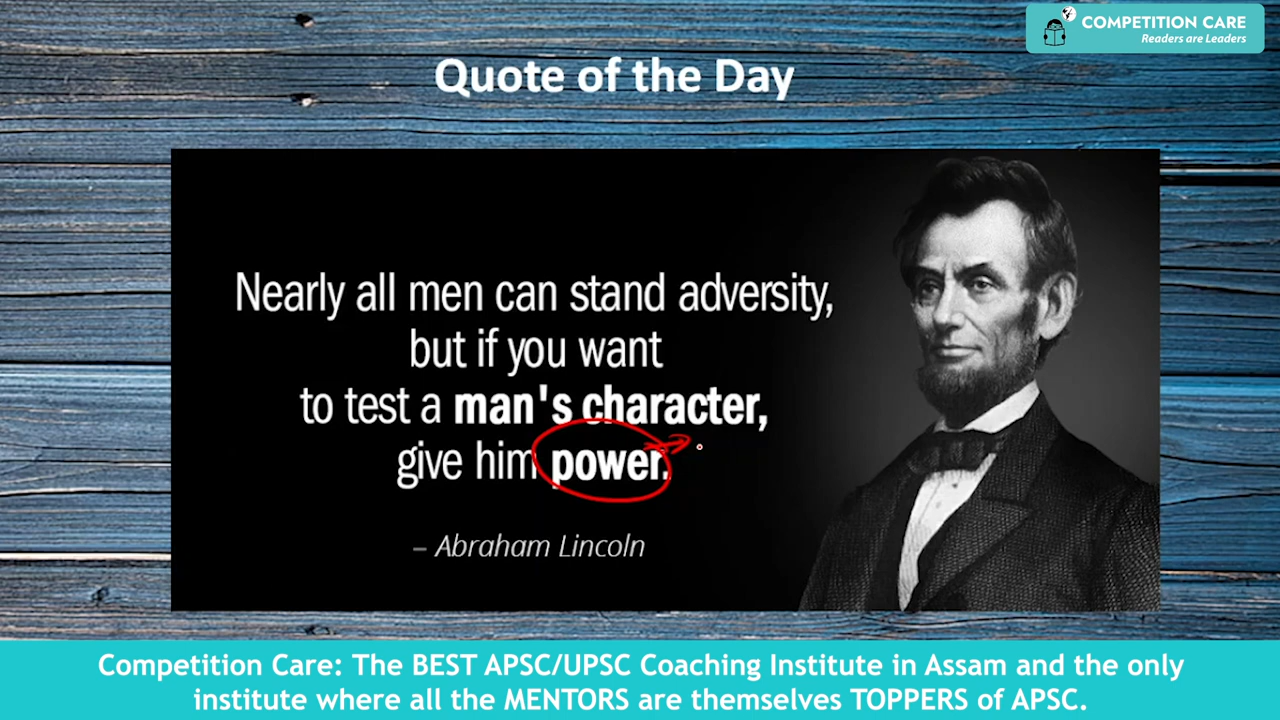 COMPETITION CARE
Readers are Leaders
Quote of the Day
Nearly all men can stand adversity,
but if you want
to test a man's character,
give him power.
– Abraham Lincoln
Competition Care: The BEST APSC/UPSC Coaching Institute in Assam and the only
institute where all the MENTORS are themselves TOPPERS of APSC.